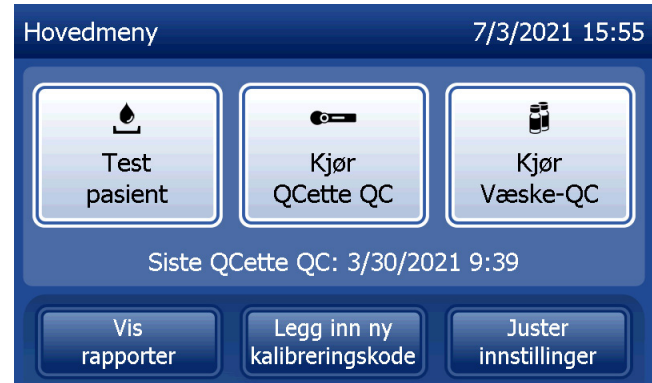 Hovedmeny 7/3/2021 15:55
Test
pasient
Kjør
QCette QC
Kjør
Væske-QC
Siste QCette QC: 3/30/2021 9:39
Vis
rapporter
Legg inn ny
kalibreringskode
Juster
innstillinger